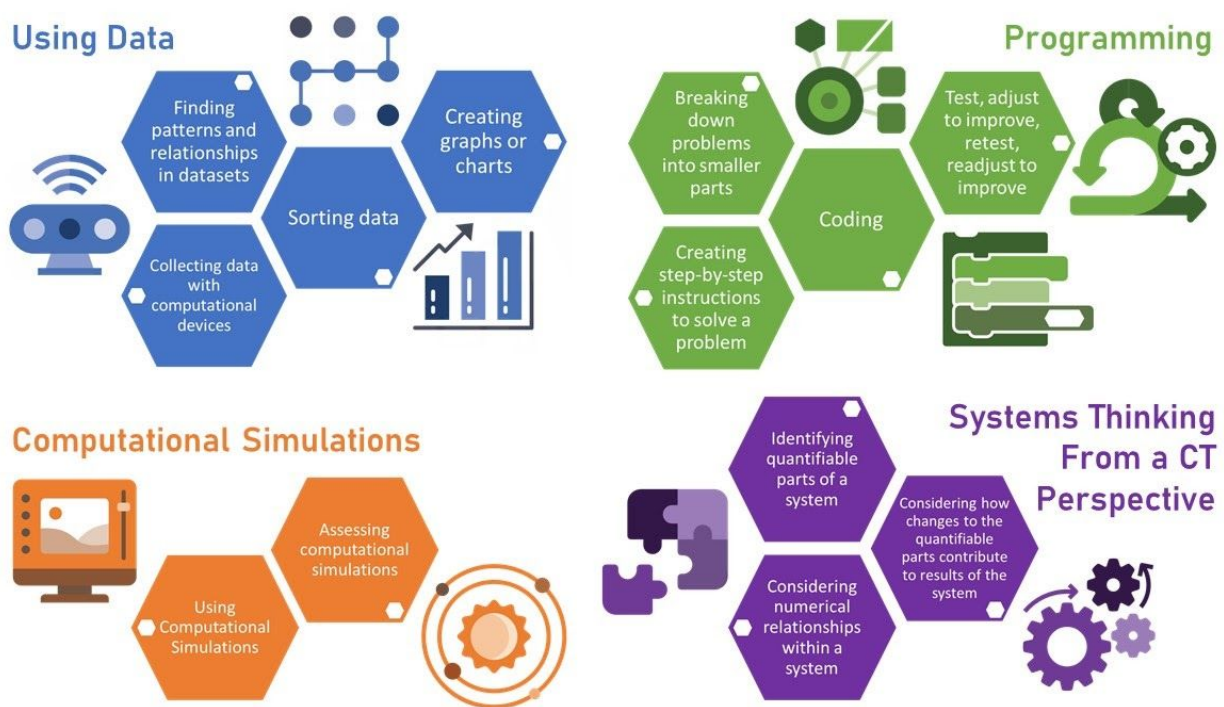 Using Data
Finding
patterns and
relationships
in datasets
Creating
graphs or
charts
Sorting data
Collecting data
with
computational
devices
Programming
Breaking
down
problems
into smaller
parts
Test, adjust
to improve,
retest,
readjust to
improve
Coding
Creating
step-by-step
instructions
to solve a
problem
Computational Simulations
Assessing
computational
simulations
Using
Computational
Simulations
Systems Thinking
From a CT
Perspective
Identifying
quantifiable
parts of a
system
Considering how
changes to the
quantifiable
parts contribute
to results of the
system
Considering
numerical
relationships
within a
system